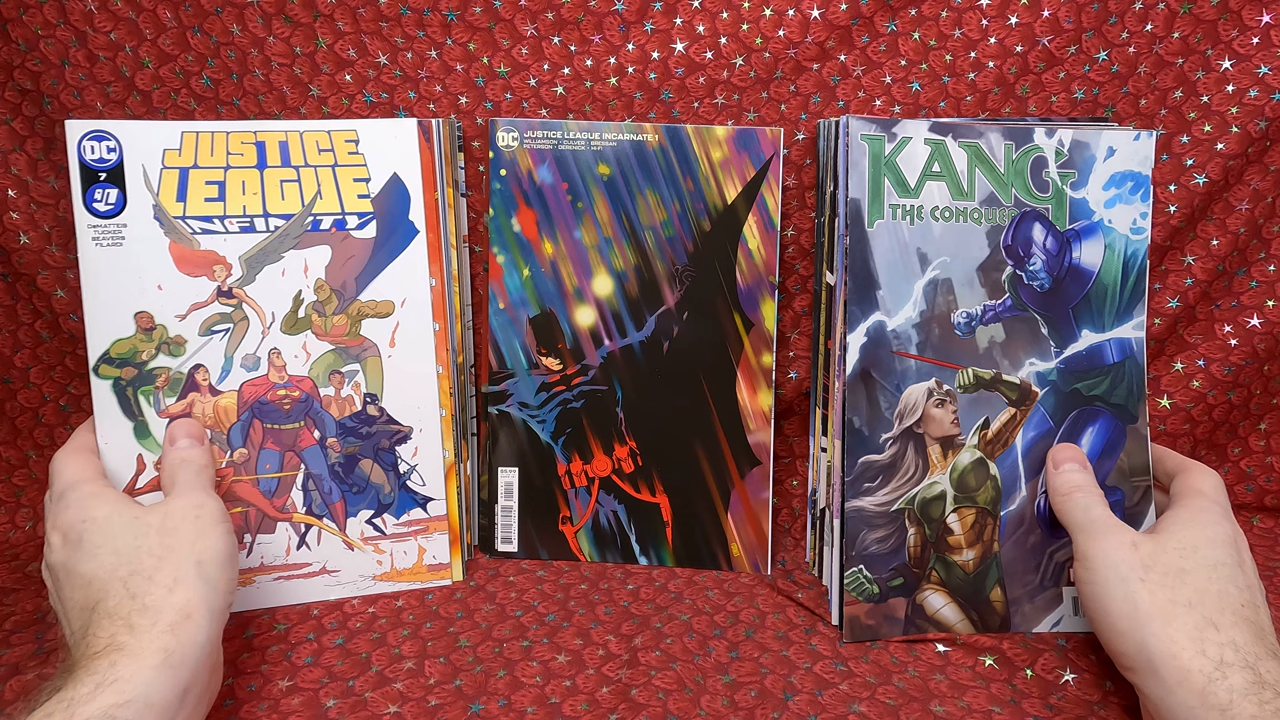 DC
7
JUSTICE
LEAGUE
INFINITY
DeMATTEIS
TUCKER
BEAVERS
FILARDI
DC
JUSTICE LEAGUE INCARNATE 1
WILLIAMSON • CULVER • BRESSAN
PETERSON • DERENICK • HI-FI
$5.99
KANG
THE CONQUEROR